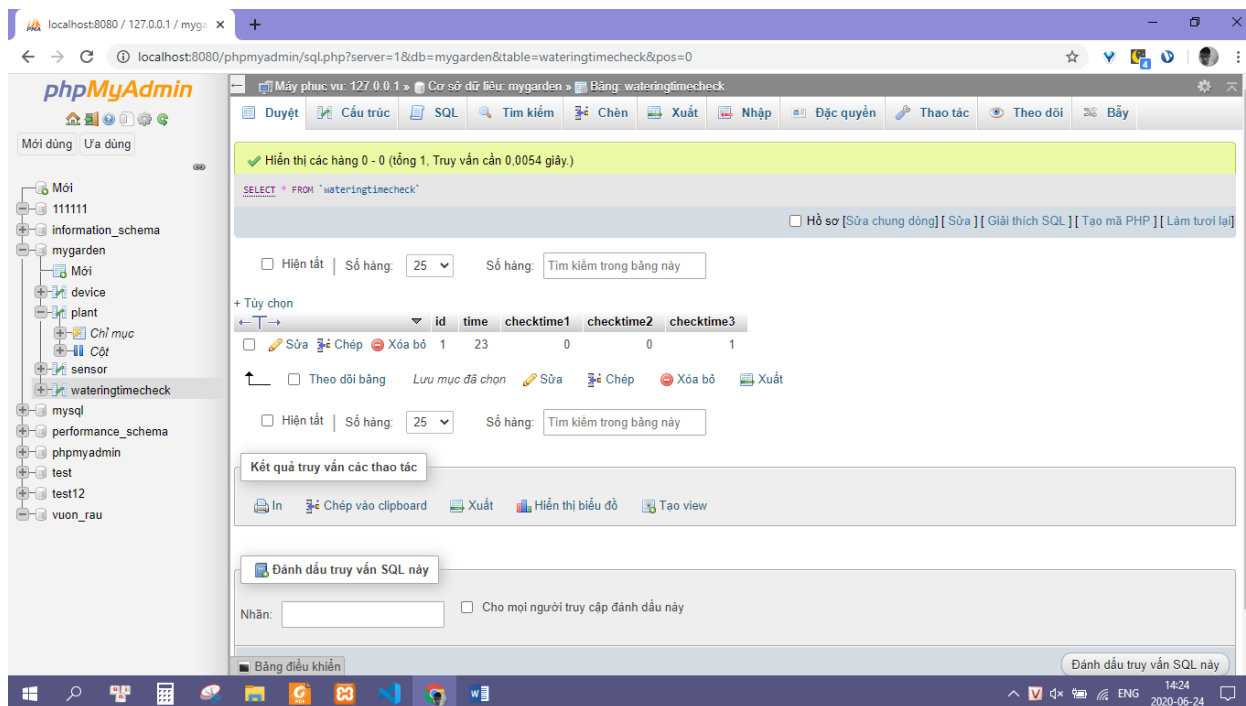 localhost:8080 / 127.0.0.1 / myga
localhost:8080/phpmyadmin/sql.php?server=1&db=mygarden&table=wateringtimecheck&pos=0
phpMyAdmin
Mới dùng Ưa dùng
Mới
111111
information_schema
mygarden
Mới
device
plant
Chỉ mục
Cột
sensor
wateringtimecheck
mysql
performance_schema
phpmyadmin
test
test12
vuon_rau
Máy phục vụ: 127.0.0.1 » Cơ sở dữ liệu: mygarden » Bảng: wateringtimecheck
Duyệt Cấu trúc SQL Tìm kiếm Chèn Xuất Nhập Đặc quyền Thao tác Theo dõi Bẫy
Hiển thị các hàng 0 - 0 (tổng 1, Truy vấn cần 0,0054 giây.)
SELECT * FROM `wateringtimecheck`
Hồ sơ [Sửa chung dòng] [ Sửa ] [ Giải thích SQL ] [ Tạo mã PHP ] [ Làm tươi lại]
Hiện tất | Số hàng: 25 Số hàng: Tìm kiếm trong bảng này
+ Tùy chọn
←T→ id time checktime1 checktime2 checktime3
Sửa Chép Xóa bỏ 1 23 0 0 1
Theo dõi bảng Lưu mục đã chọn Sửa Chép Xóa bỏ Xuất
Hiện tất | Số hàng: 25 Số hàng: Tìm kiếm trong bảng này
Kết quả truy vấn các thao tác
In Chép vào clipboard Xuất Hiển thị biểu đồ Tạo view
Đánh dấu truy vấn SQL này
Nhãn: Cho mọi người truy cập đánh dấu này
Bảng điều khiển Đánh dấu truy vấn SQL này
ENG 14:24
2020-06-24